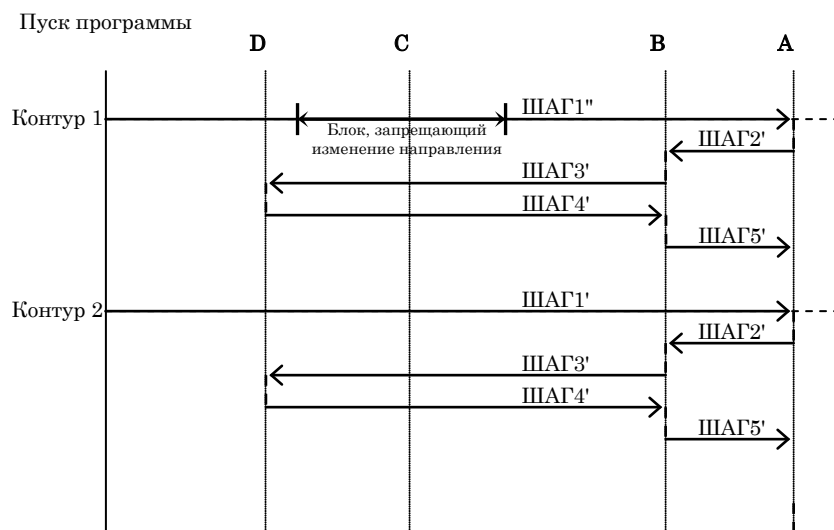 Пуск программы
D C B A
Контур 1
ШАГ1"
Блок, запрещающий
изменение направления
ШАГ2'
ШАГ3'
ШАГ4'
ШАГ5'
Контур 2
ШАГ1'
ШАГ2'
ШАГ3'
ШАГ4'
ШАГ5'